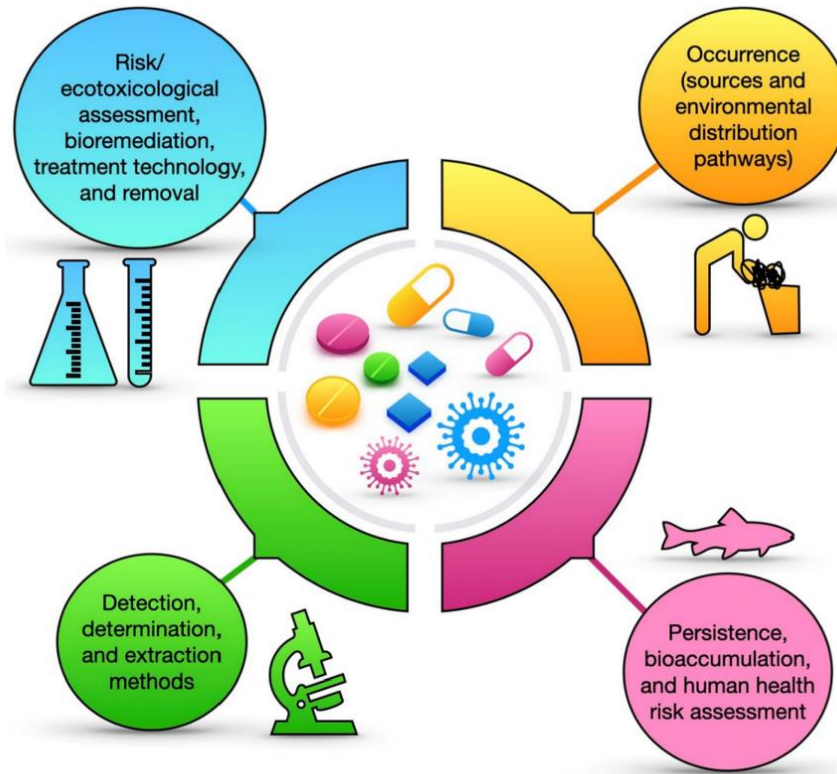 Risk/
ecotoxicological
assessment,
bioremediation,
treatment technology,
and removal
Occurrence
(sources and
environmental
distribution
pathways)
Detection,
determination,
and extraction
methods
Persistence,
bioaccumulation,
and human health
risk assessment